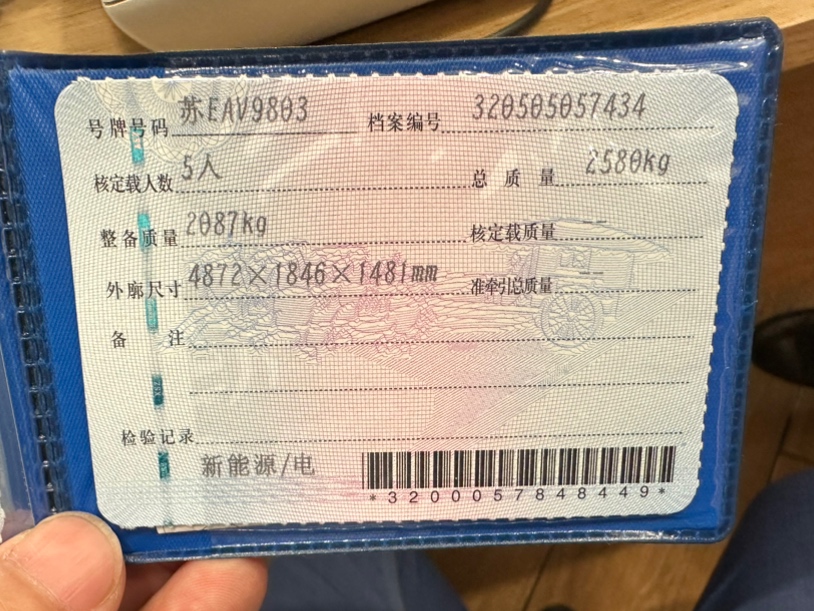 号牌号码 苏EAV9803 档案编号 320505057434
核定载人数 5人 总质量 2580kg
整备质量 2087kg 核定载质量 --
外廓尺寸 4872×1846×1481mm 准牵引总质量 --
备注
检验记录
新能源/电
*3200057848449*